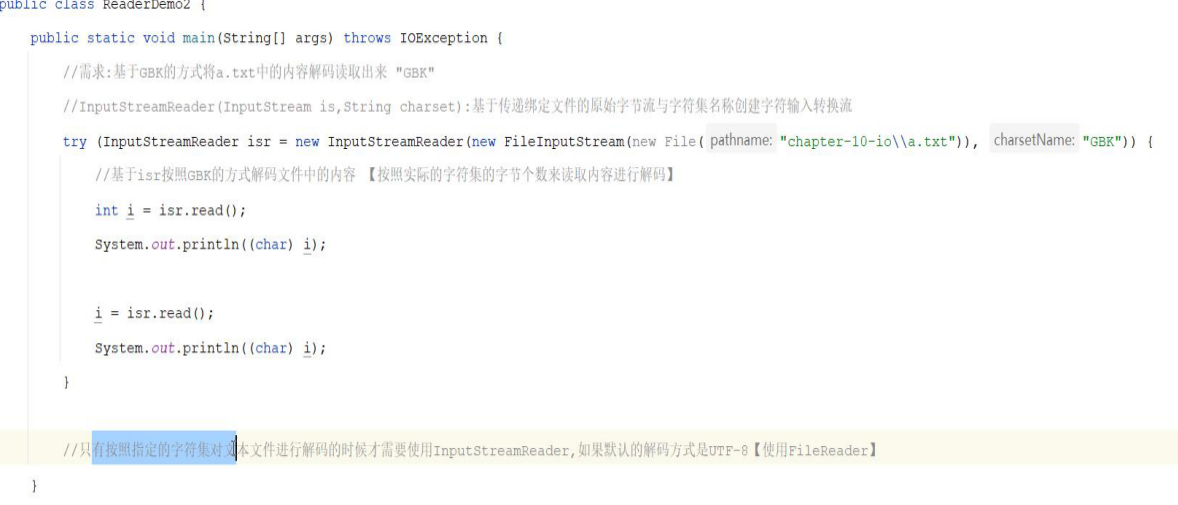 public class ReaderDemo2 {
public static void main(String[] args) throws IOException {
//需求:基于GBK的方式将a.txt中的内容解码读取出来 "GBK"
//InputStreamReader(InputStream is,String charset):基于传递绑定文件的原始字节流与字符集名称创建字符输入转换流
try (InputStreamReader isr = new InputStreamReader(new FileInputStream(new File( pathname: "chapter-10-io\\a.txt")), charsetName: "GBK")) {
//基于isr按照GBK的方式解码文件中的内容 【按照实际的字符集的字节个数来读取内容进行解码】
int i = isr.read();
System.out.println((char) i);
i = isr.read();
System.out.println((char) i);
}
//只有按照指定的字符集对文本文件进行解码的时候才需要使用InputStreamReader,如果默认的解码方式是UTF-8【使用FileReader】
}